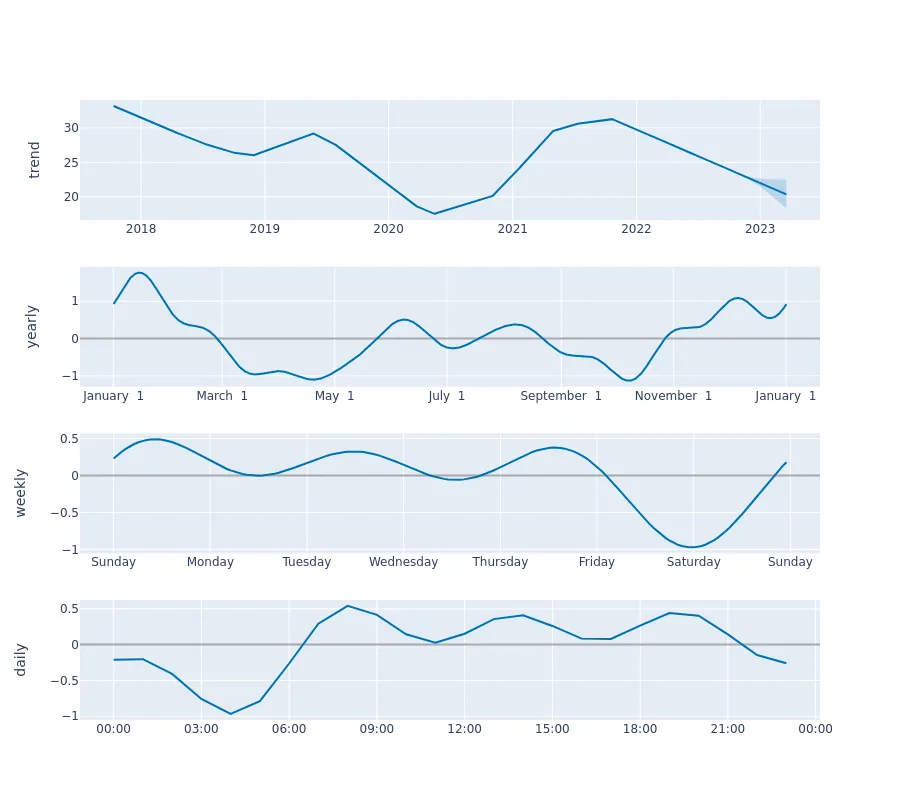 trend
30
25
20
2018 2019 2020 2021 2022 2023
yearly
1
0
−1
January 1 March 1 May 1 July 1 September 1 November 1 January 1
weekly
0.5
0
−0.5
−1
Sunday Monday Tuesday Wednesday Thursday Friday Saturday Sunday
daily
0.5
0
−0.5
−1
00:00 03:00 06:00 09:00 12:00 15:00 18:00 21:00 00:00